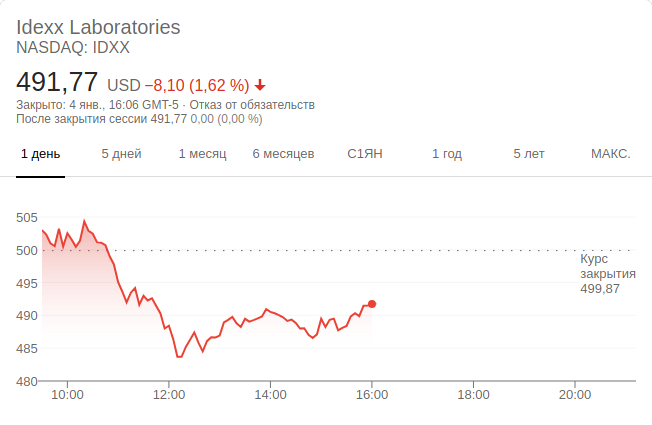 Idexx Laboratories
NASDAQ: IDXX
491,77 USD −8,10 (1,62 %)
Закрыто: 4 янв., 16:06 GMT-5 · Отказ от обязательств
После закрытия сессии 491,77 0,00 (0,00 %)
1 день 5 дней 1 месяц 6 месяцев С1ЯН 1 год 5 лет МАКС.
505
500
495
490
485
480
Курс
закрытия
499,87
10:00 12:00 14:00 16:00 18:00 20:00